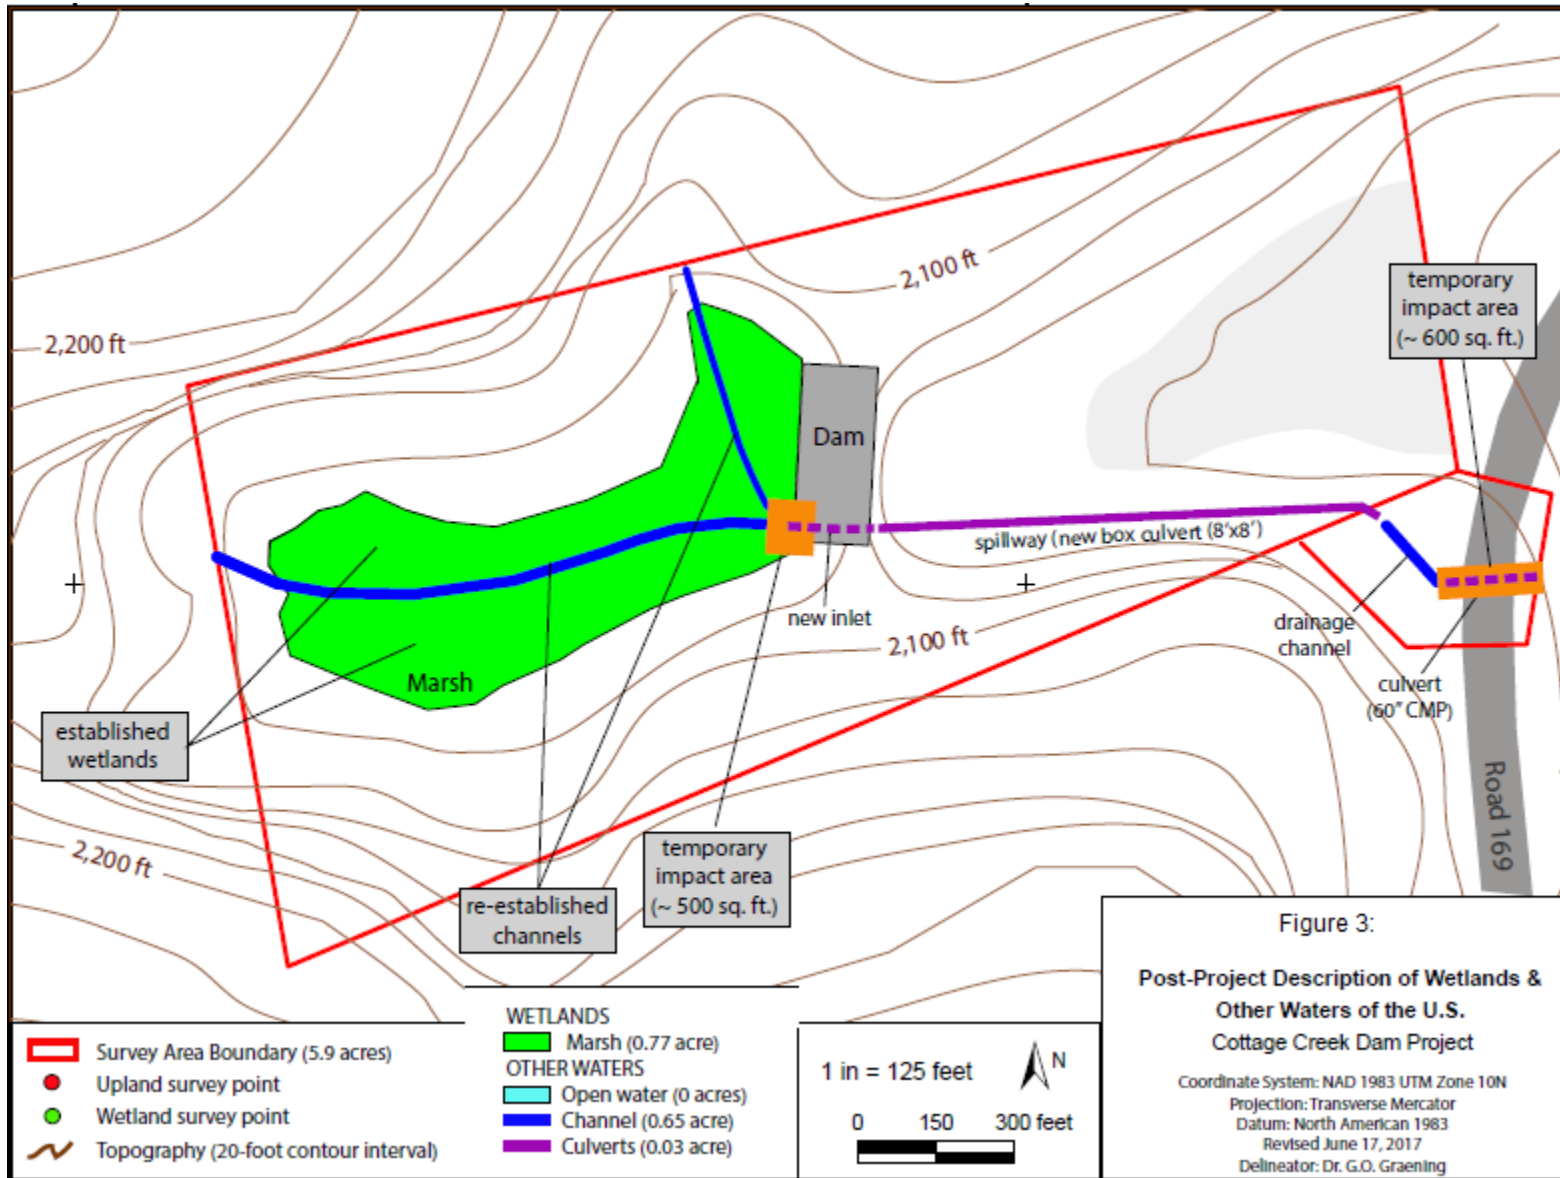 2,100 ft
temporary
impact area
(~ 600 sq. ft.)
2,200 ft
Dam
spillway (new box culvert (8'x8')
new inlet
2,100 ft
drainage
channel
Marsh
culvert
(60" CMP)
established
wetlands
Road 169
2,200 ft
temporary
impact area
(~ 500 sq. ft.)
re-established
channels
Figure 3:
Post-Project Description of Wetlands &
Other Waters of the U.S.
Cottage Creek Dam Project
Coordinate System: NAD 1983 UTM Zone 10N
Projection: Transverse Mercator
Datum: North American 1983
Revised June 17, 2017
Delineator: Dr. G.O. Graening
Survey Area Boundary (5.9 acres)
Upland survey point
Wetland survey point
Topography (20-foot contour interval)
WETLANDS
Marsh (0.77 acre)
OTHER WATERS
Open water (0 acres)
Channel (0.65 acre)
Culverts (0.03 acre)
1 in = 125 feet
N
0 150 300 feet